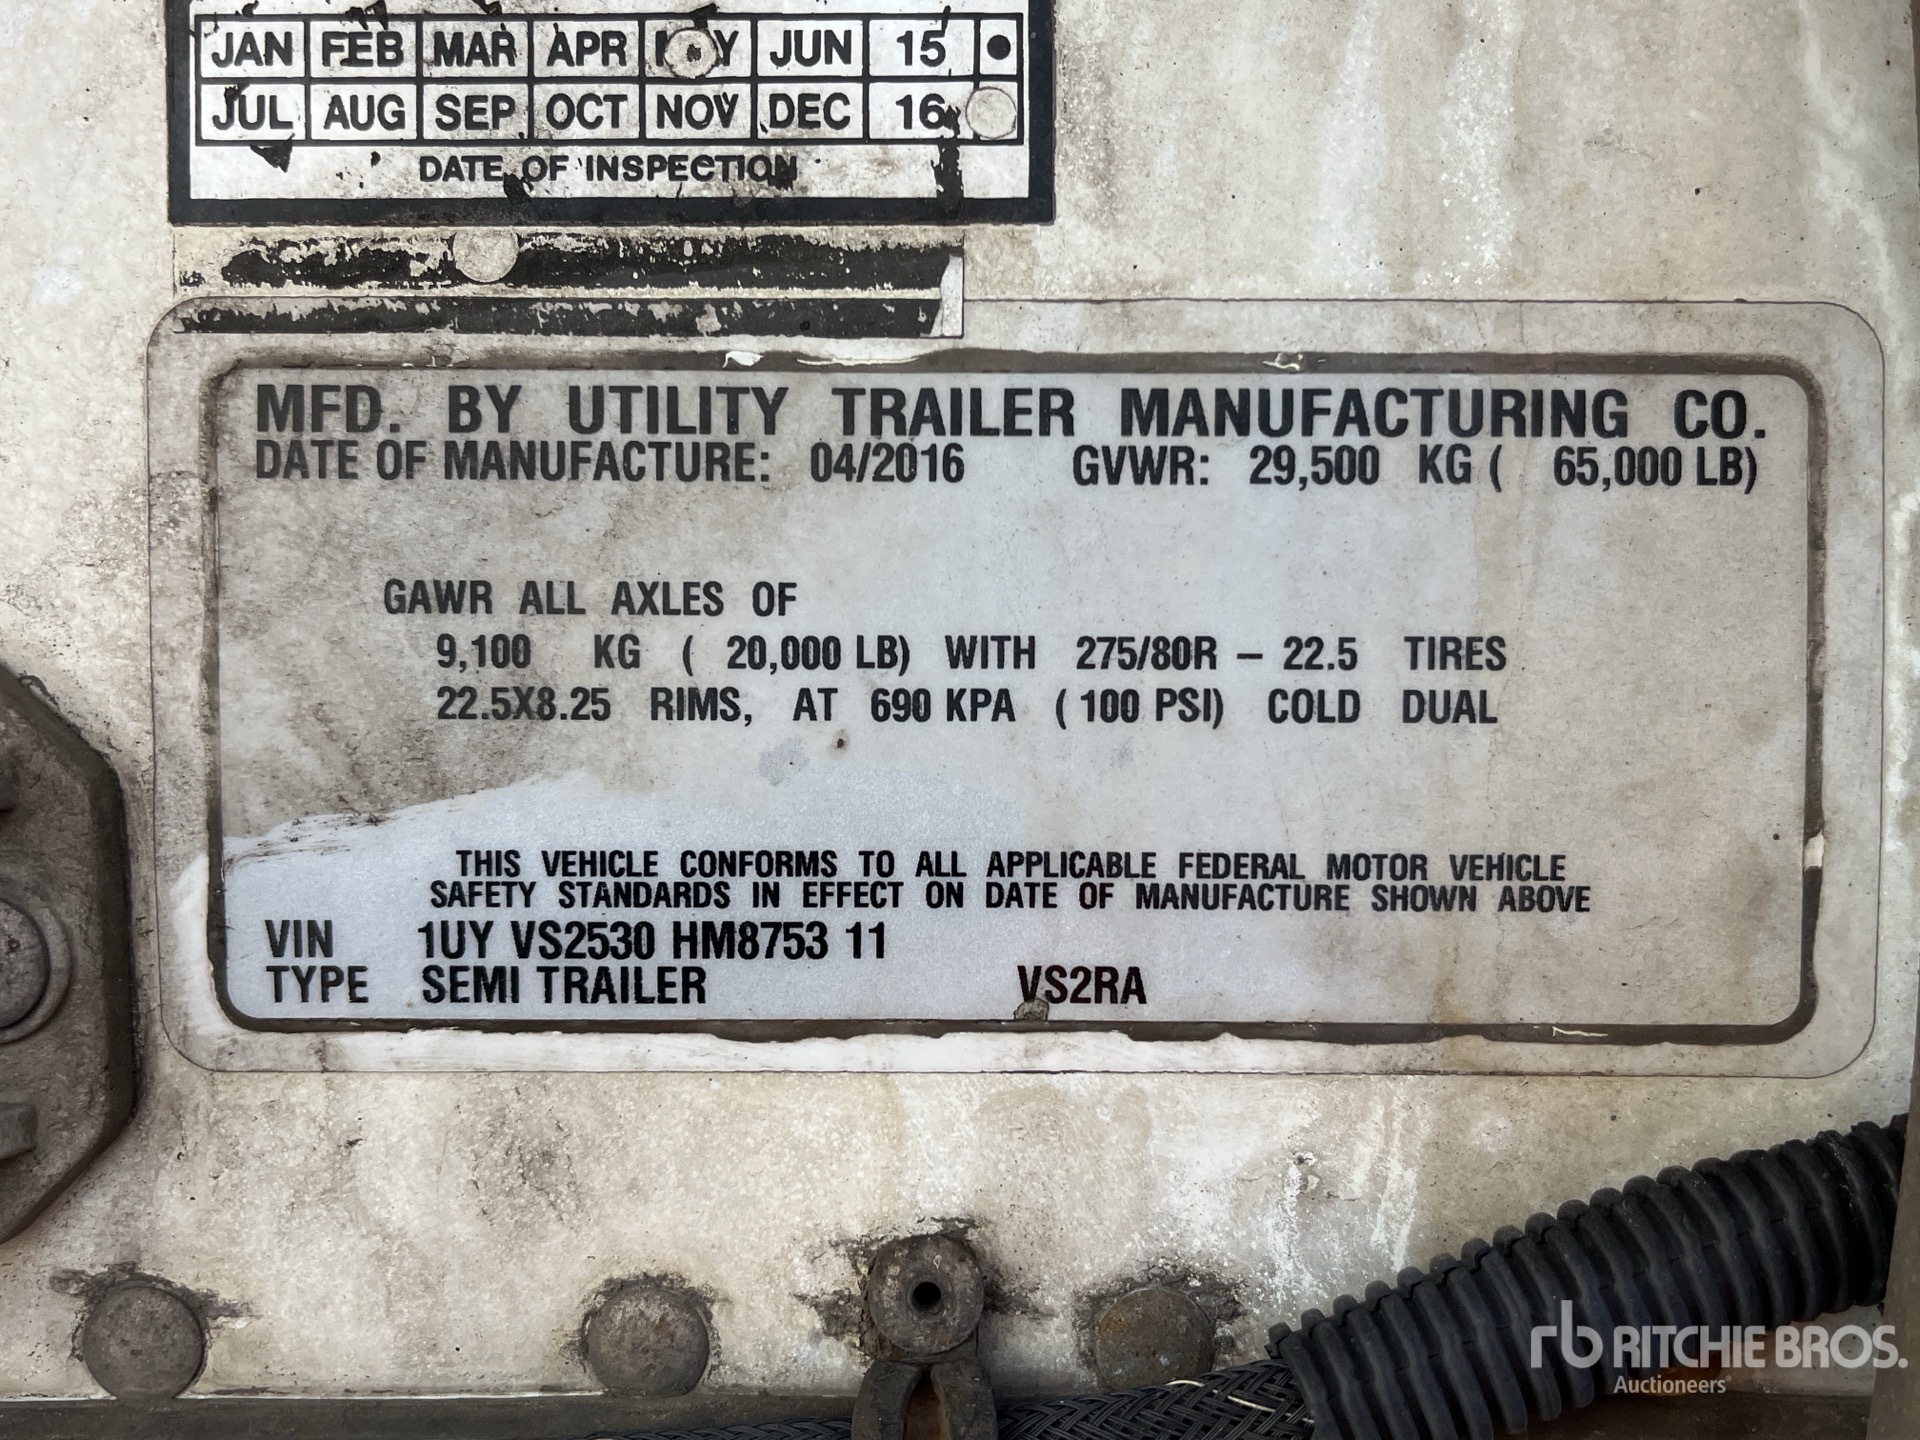 JAN FEB MAR APR MAY JUN 15
JUL AUG SEP OCT NOV DEC 16
DATE OF INSPECTION
MFD. BY UTILITY TRAILER MANUFACTURING CO.
DATE OF MANUFACTURE: 04/2016 GVWR: 29,500 KG ( 65,000 LB)
GAWR ALL AXLES OF
9,100 KG ( 20,000 LB) WITH 275/80R – 22.5 TIRES
22.5X8.25 RIMS, AT 690 KPA ( 100 PSI) COLD DUAL
THIS VEHICLE CONFORMS TO ALL APPLICABLE FEDERAL MOTOR VEHICLE
SAFETY STANDARDS IN EFFECT ON DATE OF MANUFACTURE SHOWN ABOVE
VIN 1UY VS2530 HM8753 11
TYPE SEMI TRAILER VS2RA
rb RITCHIE BROS.
Auctioneers